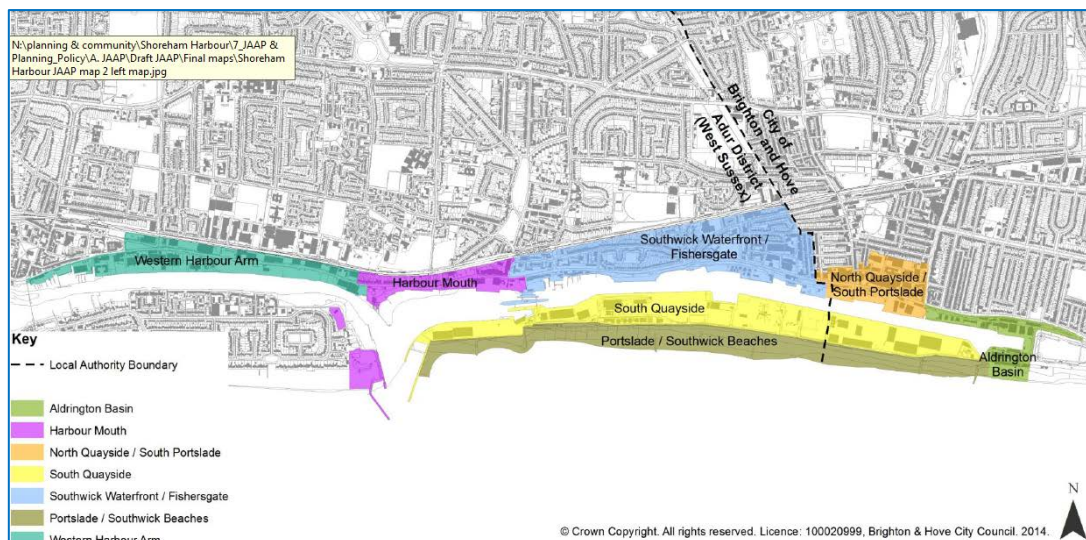 N:\planning & community\Shoreham Harbour\7_JAAP &
Planning_Policy\A. JAAP\Draft JAAP\Final maps\Shoreham
Harbour JAAP map 2 left map.jpg
City of
Brighton and Hove
Adur District
(West Sussex)
Southwick Waterfront /
Fishersgate
Western Harbour Arm
Harbour Mouth
North Quayside /
South Portslade
South Quayside
Portslade / Southwick Beaches
Aldrington
Basin
Key
Local Authority Boundary
Aldrington Basin
Harbour Mouth
North Quayside / South Portslade
South Quayside
Southwick Waterfront / Fishersgate
Portslade / Southwick Beaches
Western Harbour Arm
N
© Crown Copyright. All rights reserved. Licence: 100020999, Brighton & Hove City Council. 2014.